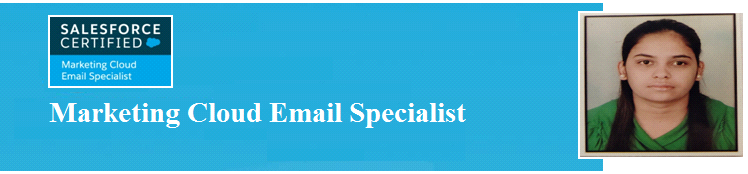 SALESFORCE
CERTIFIED
Marketing Cloud
Email Specialist
Marketing Cloud Email Specialist